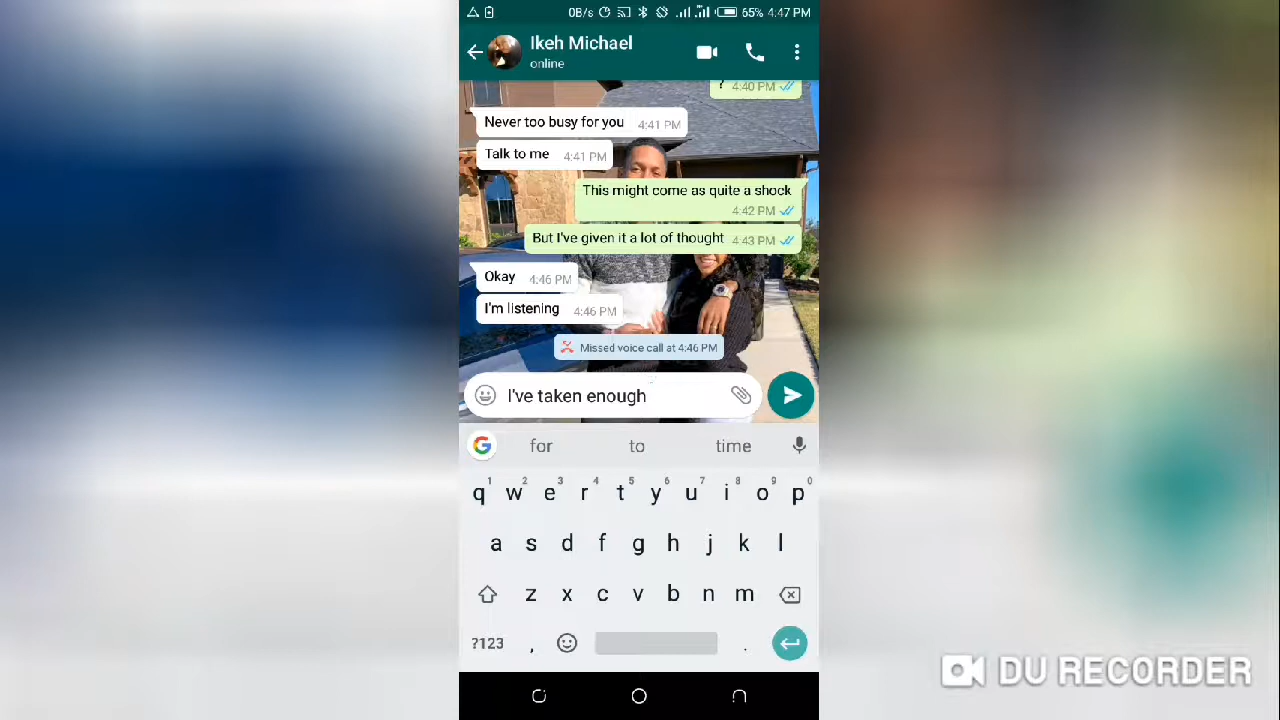 0B/s 65% 4:47 PM
Ikeh Michael
online
? 4:40 PM
Never too busy for you 4:41 PM
Talk to me 4:41 PM
This might come as quite a shock
4:42 PM
But I've given it a lot of thought 4:43 PM
Okay 4:46 PM
I'm listening 4:46 PM
Missed voice call at 4:46 PM
I've taken enough
G for to time
1 2 3 4 5 6 7 8 9 0
q w e r t y u i o p
a s d f g h j k l
z x c v b n m
?123 , .
DU RECORDER